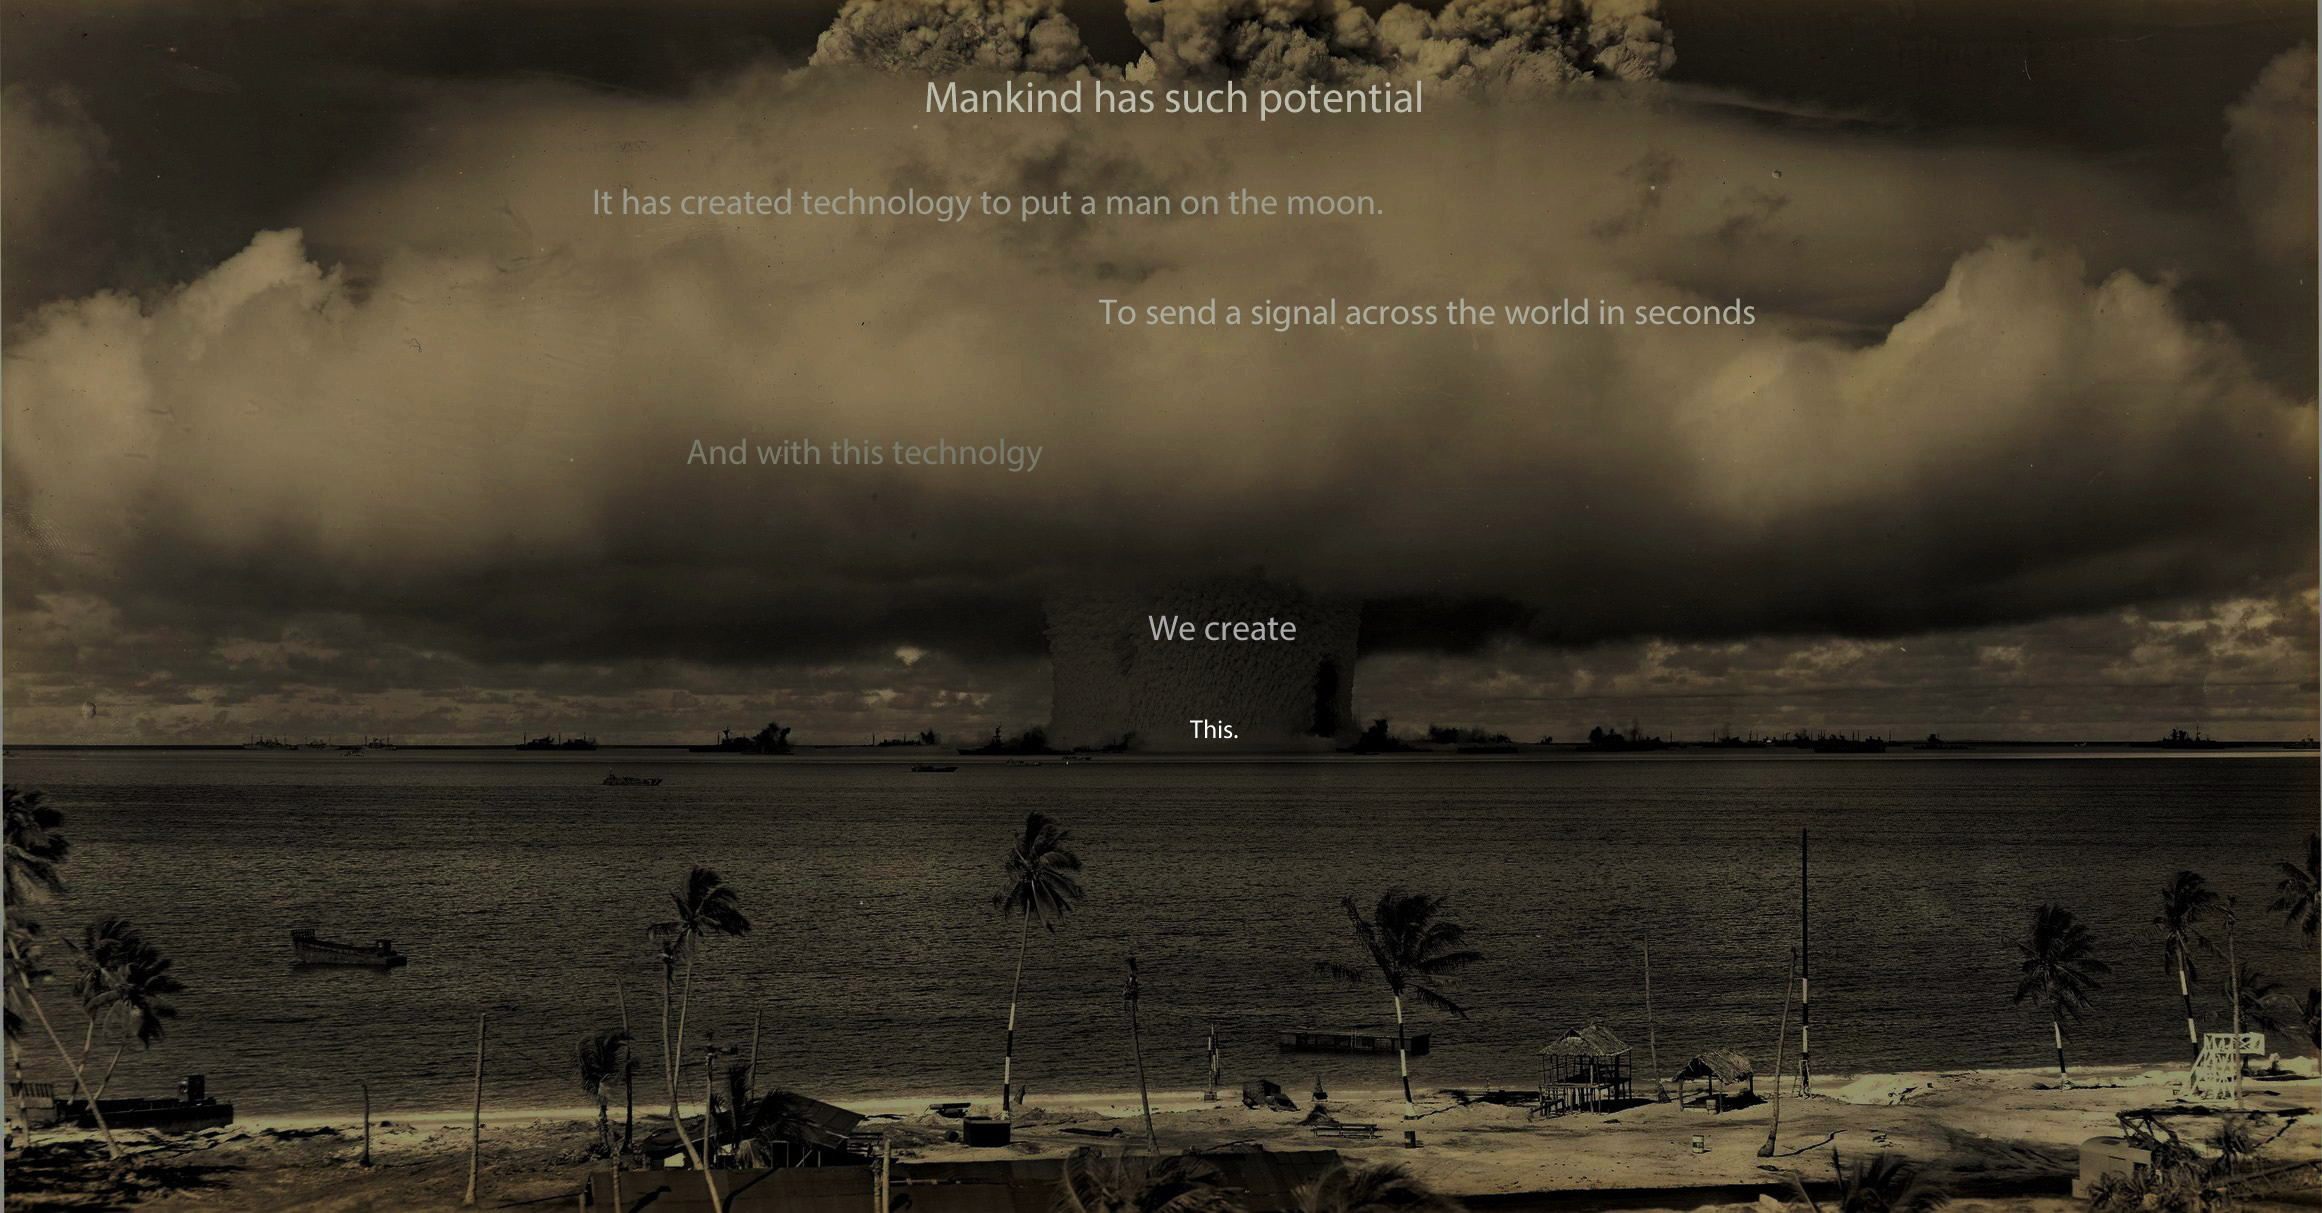 Mankind has such potential
It has created technology to put a man on the moon.
To send a signal across the world in seconds
And with this technolgy
We create
This.